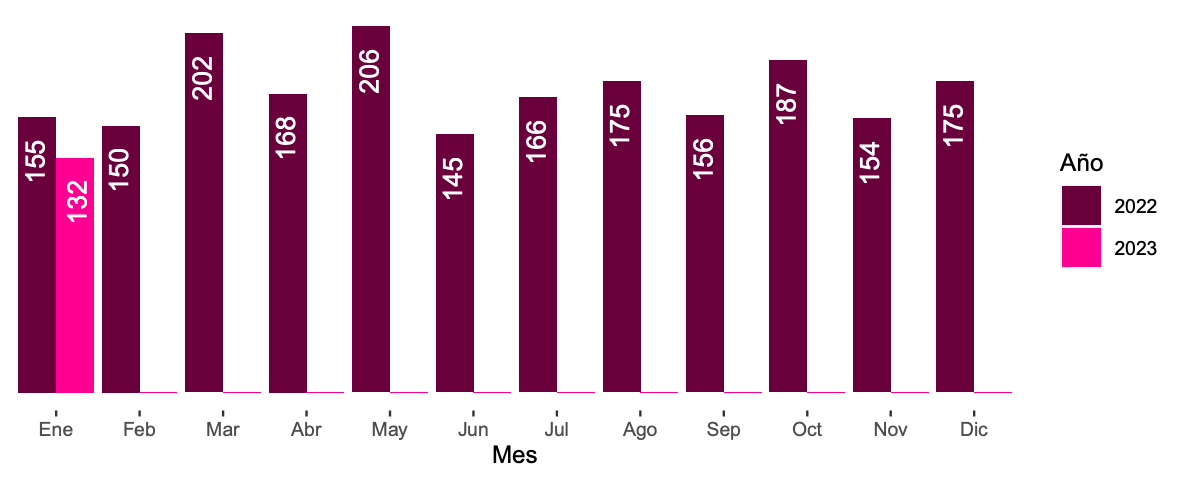 155
132
150
202
168
206
145
166
175
156
187
154
175
Ene
Feb
Mar
Abr
May
Jun
Jul
Ago
Sep
Oct
Nov
Dic
Mes
Año
2022
2023